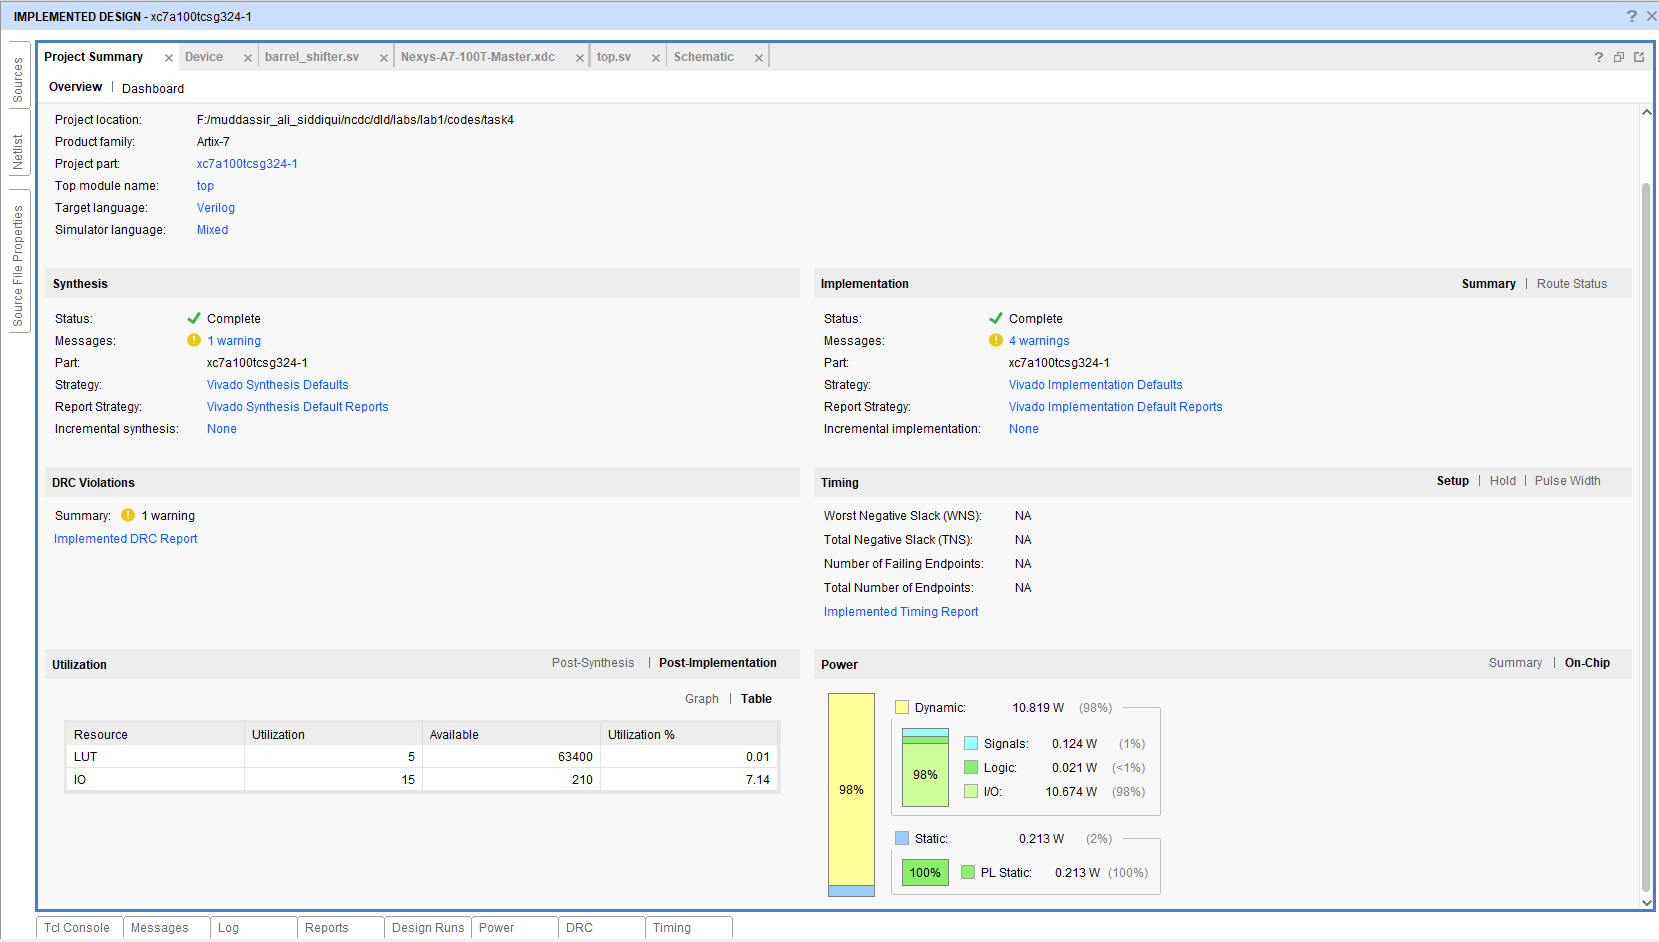 IMPLEMENTED DESIGN - xc7a100tcsg324-1
Sources
Netlist
Source File Properties
Project Summary Device barrel_shifter.sv Nexys-A7-100T-Master.xdc top.sv Schematic
Overview | Dashboard
Project location: F:/muddassir_ali_siddiqui/ncdc/dld/labs/lab1/codes/task4
Product family: Artix-7
Project part: xc7a100tcsg324-1
Top module name: top
Target language: Verilog
Simulator language: Mixed
Synthesis
Status: Complete
Messages: 1 warning
Part: xc7a100tcsg324-1
Strategy: Vivado Synthesis Defaults
Report Strategy: Vivado Synthesis Default Reports
Incremental synthesis: None
Implementation Summary | Route Status
Status: Complete
Messages: 4 warnings
Part: xc7a100tcsg324-1
Strategy: Vivado Implementation Defaults
Report Strategy: Vivado Implementation Default Reports
Incremental implementation: None
DRC Violations
Summary: 1 warning
Implemented DRC Report
Timing Setup | Hold | Pulse Width
Worst Negative Slack (WNS): NA
Total Negative Slack (TNS): NA
Number of Failing Endpoints: NA
Total Number of Endpoints: NA
Implemented Timing Report
Utilization Post-Synthesis | Post-Implementation
Graph | Table
Resource Utilization Available Utilization %
LUT 5 63400 0.01
IO 15 210 7.14
Power Summary | On-Chip
98%
Dynamic: 10.819 W (98%)
98%
Signals: 0.124 W (1%)
Logic: 0.021 W (<1%)
I/O: 10.674 W (98%)
Static: 0.213 W (2%)
100% PL Static: 0.213 W (100%)
Tcl Console Messages Log Reports Design Runs Power DRC Timing